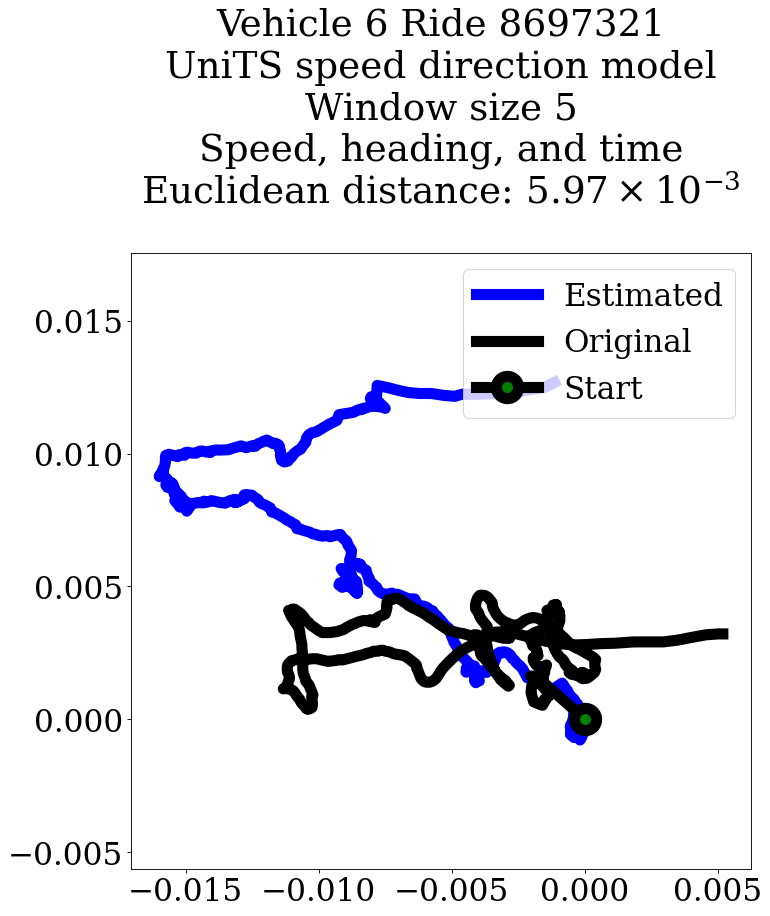 Vehicle 6 Ride 8697321
UniTS speed direction model
Window size 5
Speed, heading, and time
Euclidean distance: 5.97 × 10⁻³
Estimated
Original
Start
0.015
0.010
0.005
0.000
−0.005
−0.015 −0.010 −0.005 0.000 0.005